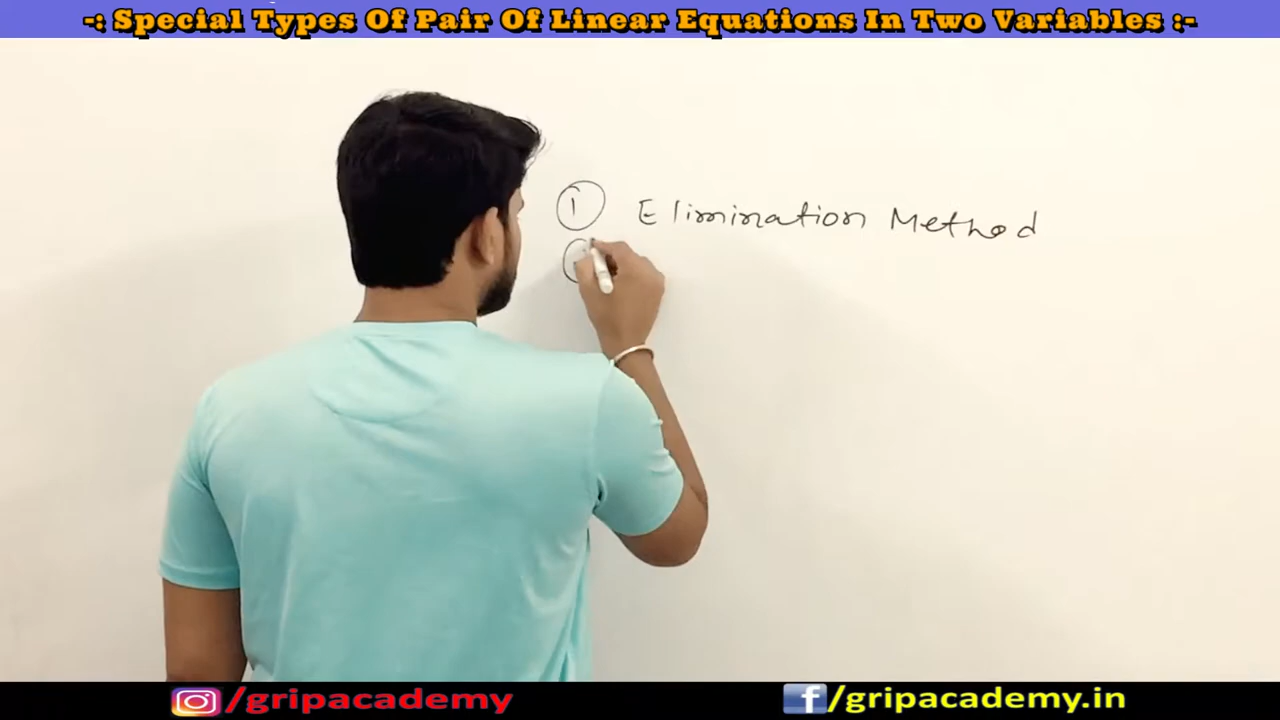 -: Special Types Of Pair Of Linear Equations In Two Variables :-
① Elimination Method
/gripacademy
/gripacademy.in